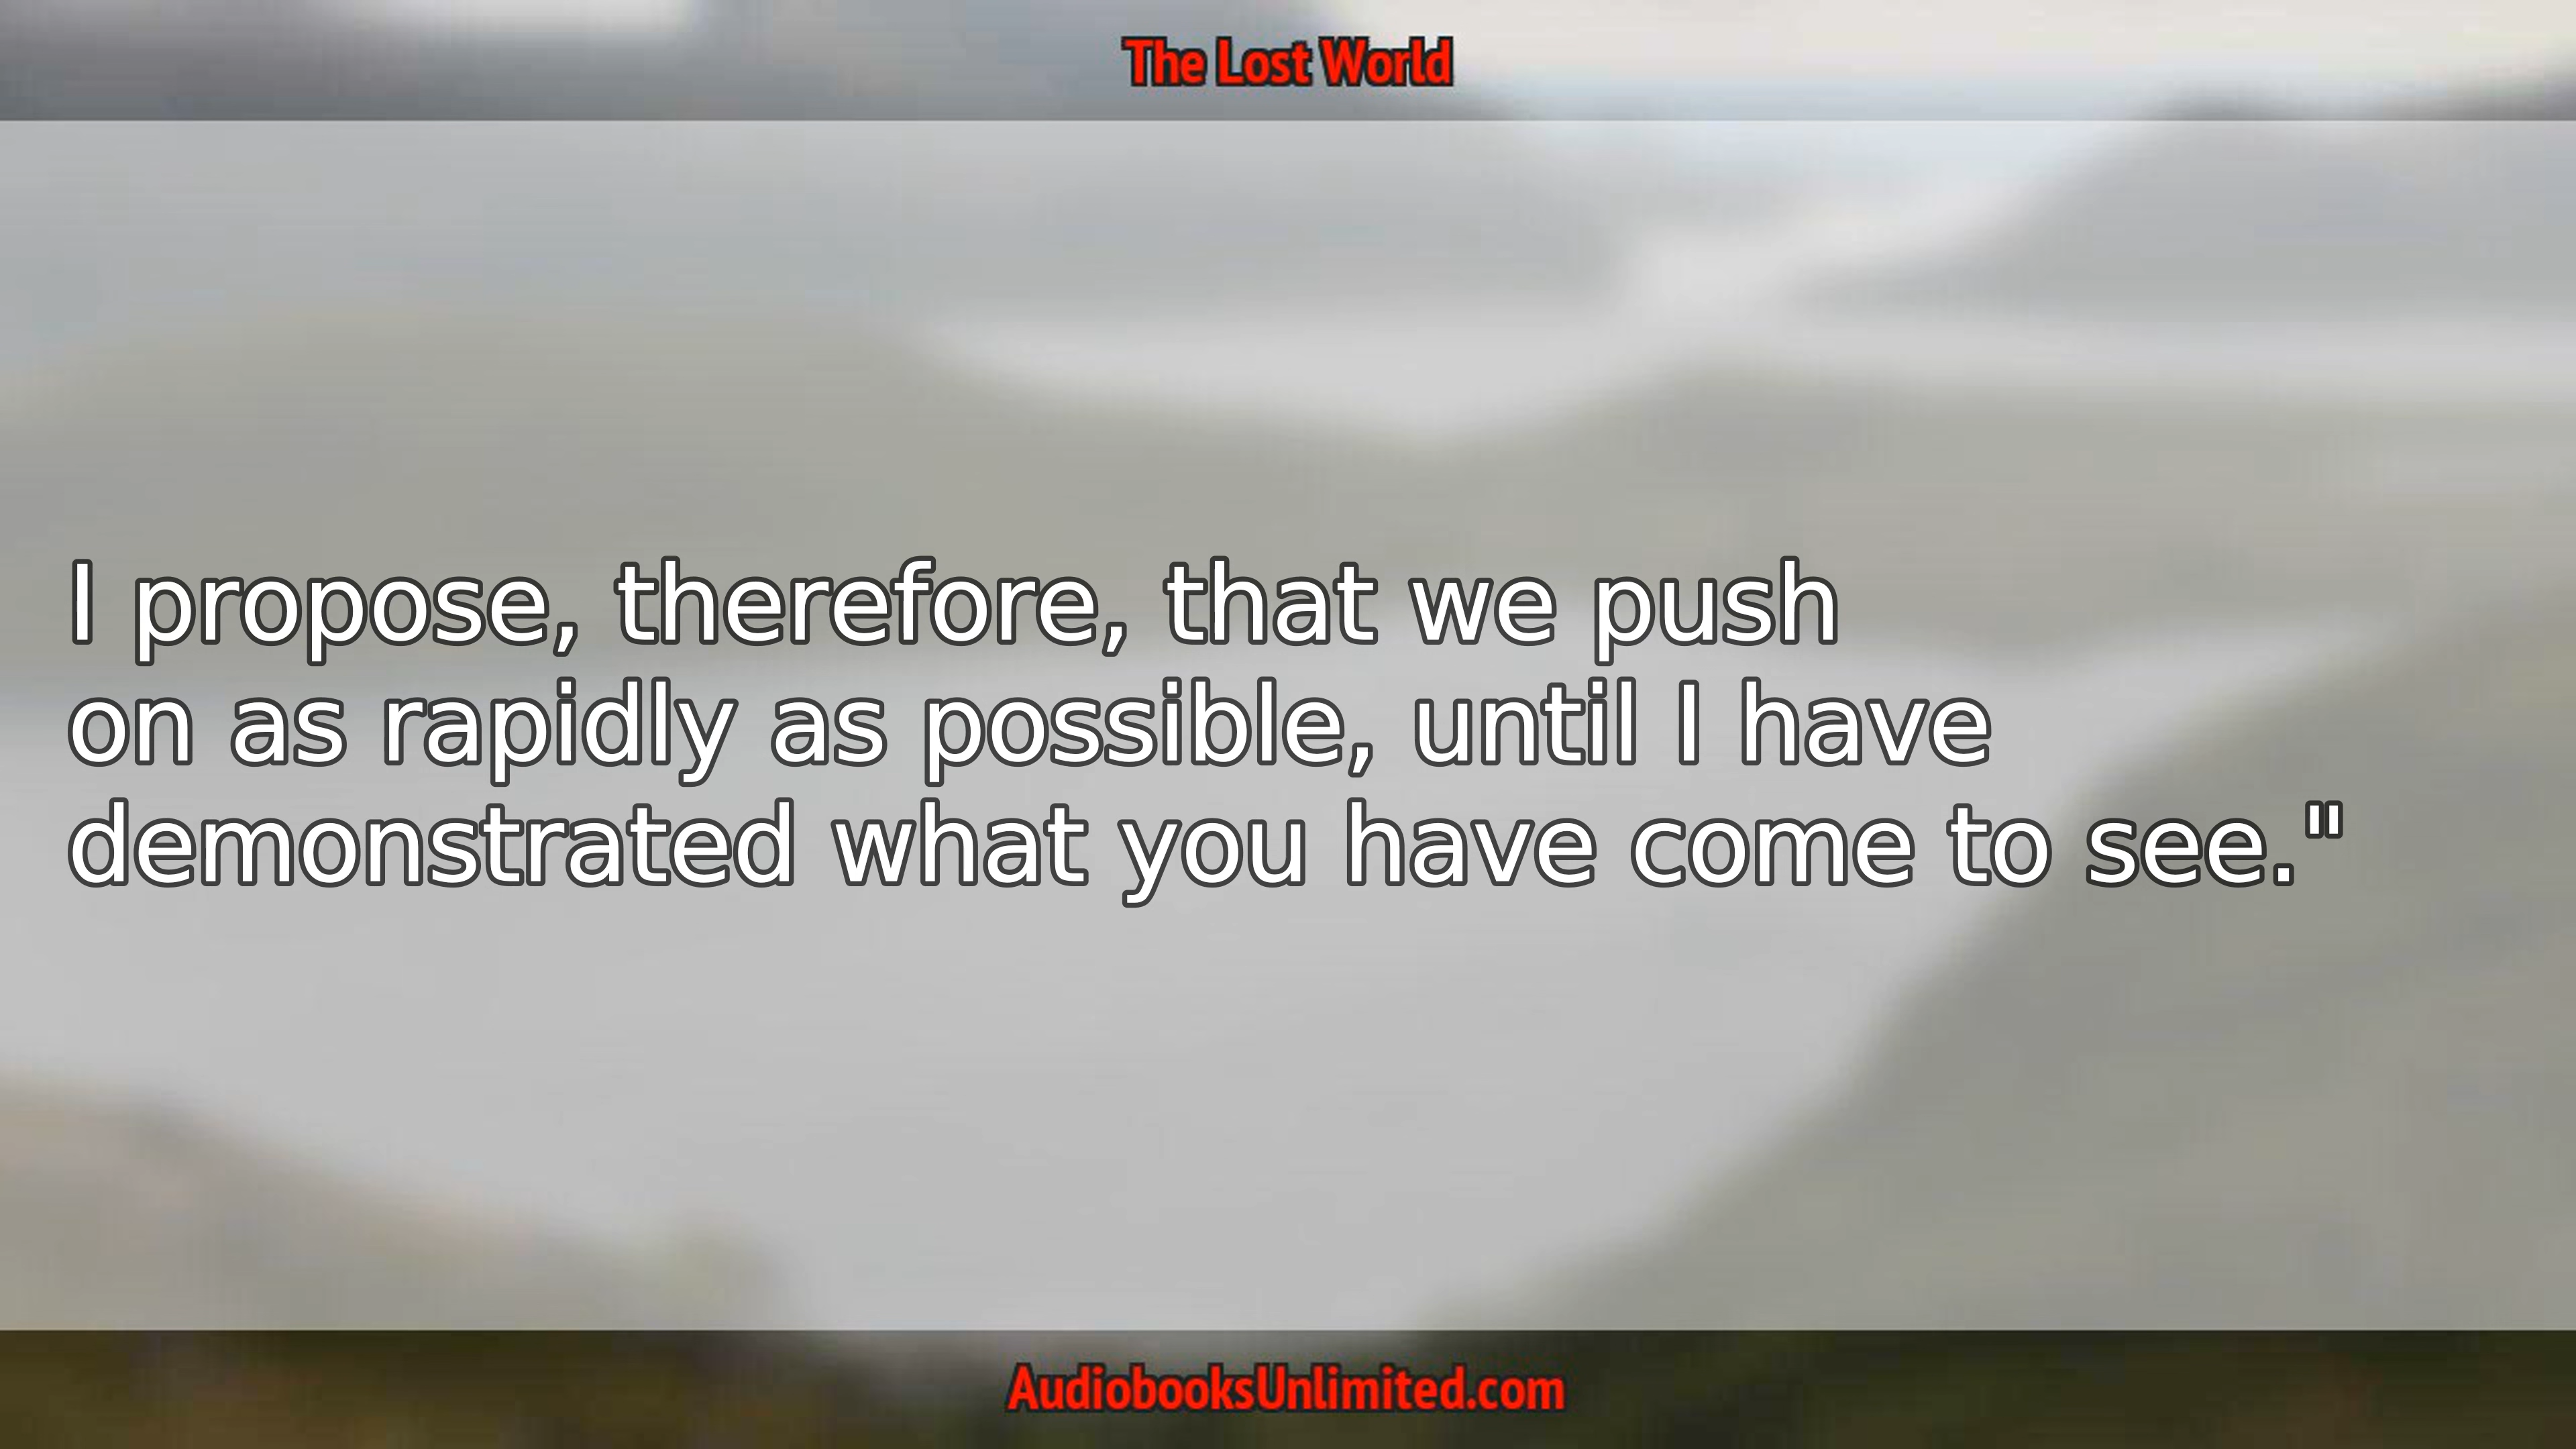 The Lost World
I propose, therefore, that we push
on as rapidly as possible, until I have
demonstrated what you have come to see."
AudiobooksUnlimited.com